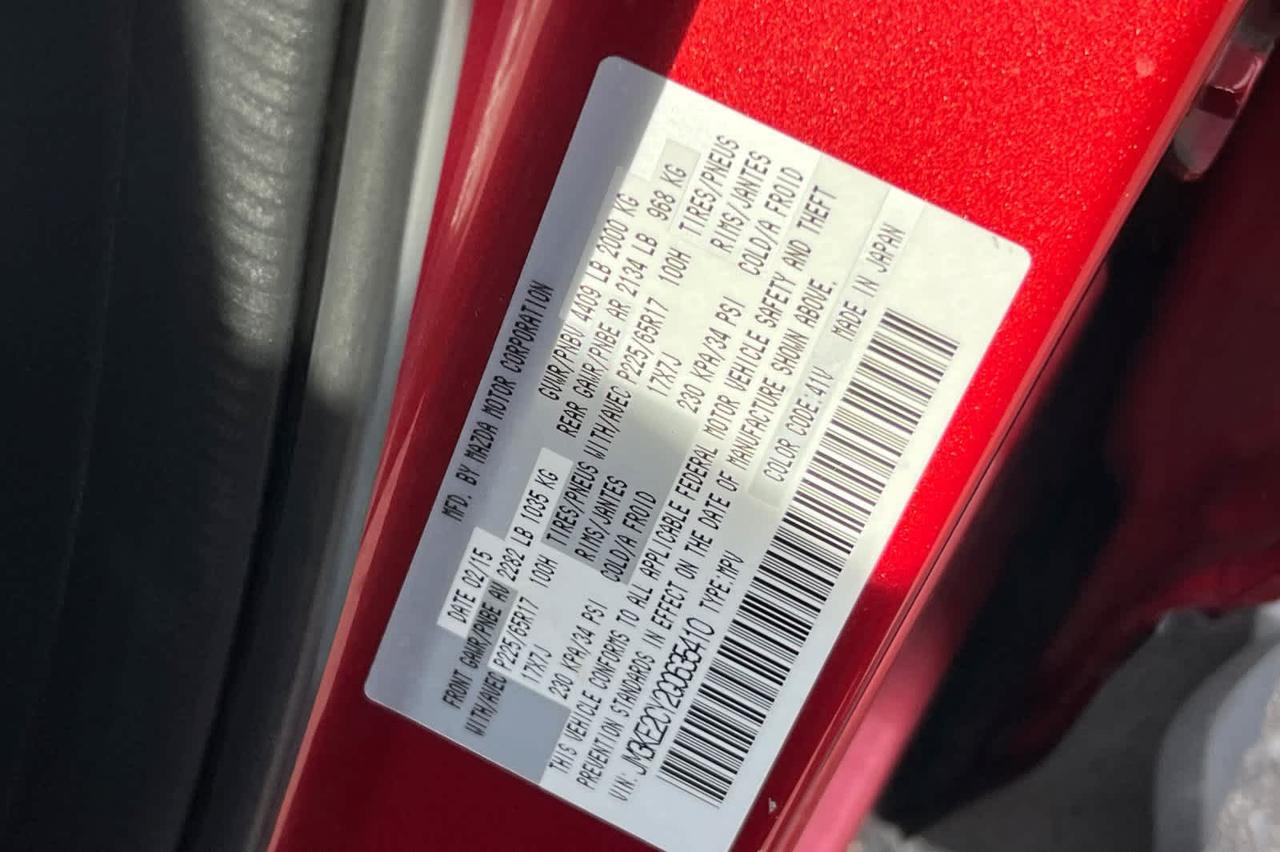 MFD. BY MAZDA MOTOR CORPORATION
DATE 02/15 GVWR/PNBV 4409 LB 2000 KG
FRONT GAWR/PNBE AV 2282 LB 1035 KG REAR GAWR/PNBE AR 2134 LB 968 KG
WITH/AVEC P225/65R17 100H TIRES/PNEUS WITH/AVEC P225/65R17 100H TIRES/PNEUS
17X7J RIMS/JANTES 17X7J RIMS/JANTES
230 KPA/34 PSI COLD/A FROID 230 KPA/34 PSI COLD/A FROID
THIS VEHICLE CONFORMS TO ALL APPLICABLE FEDERAL MOTOR VEHICLE SAFETY AND THEFT
PREVENTION STANDARDS IN EFFECT ON THE DATE OF MANUFACTURE SHOWN ABOVE.
VIN: JM3KE2CY2G0635410 TYPE:MPV COLOR CODE:41V MADE IN JAPAN